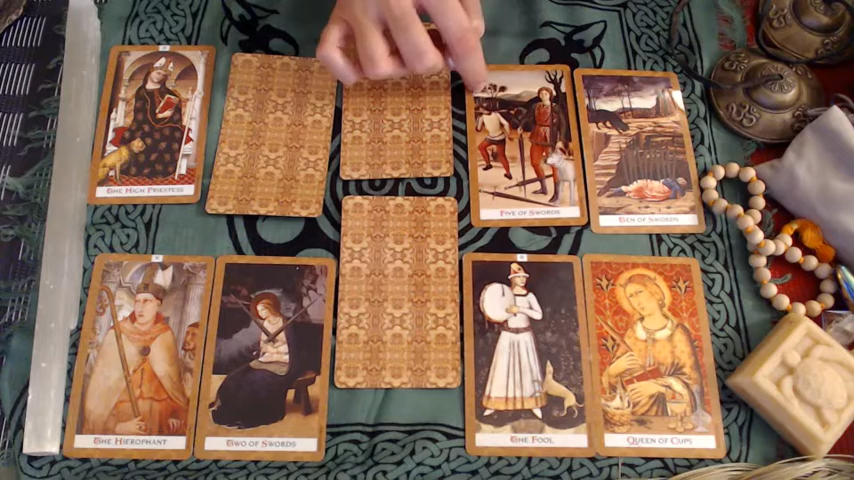 THE HIGH PRIESTESS
FIVE OF SWORDS
TEN OF SWORDS
THE HIEROPHANT
TWO OF SWORDS
THE FOOL
QUEEN OF CUPS